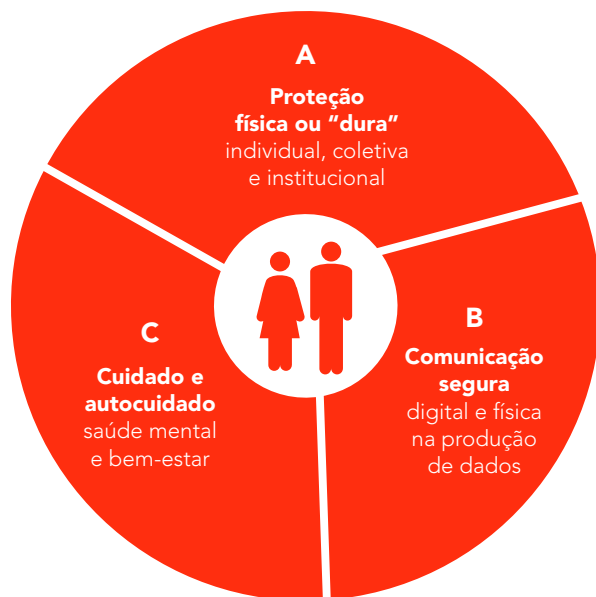 A
Proteção
física ou “dura”
individual, coletiva
e institucional
B
Comunicação
segura
digital e física
na produção
de dados
C
Cuidado e
autocuidado
saúde mental
e bem-estar